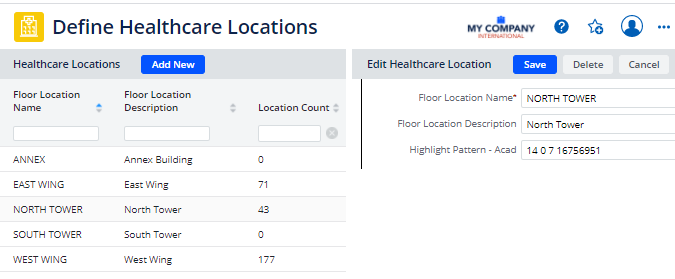 Define Healthcare Locations
MY COMPANY
INTERNATIONAL
Healthcare Locations Add New
Floor Location Name Floor Location Description Location Count
ANNEX Annex Building 0
EAST WING East Wing 71
NORTH TOWER North Tower 43
SOUTH TOWER South Tower 0
WEST WING West Wing 177
Edit Healthcare Location Save Delete Cancel
Floor Location Name* NORTH TOWER
Floor Location Description North Tower
Highlight Pattern - Acad 14 0 7 16756951